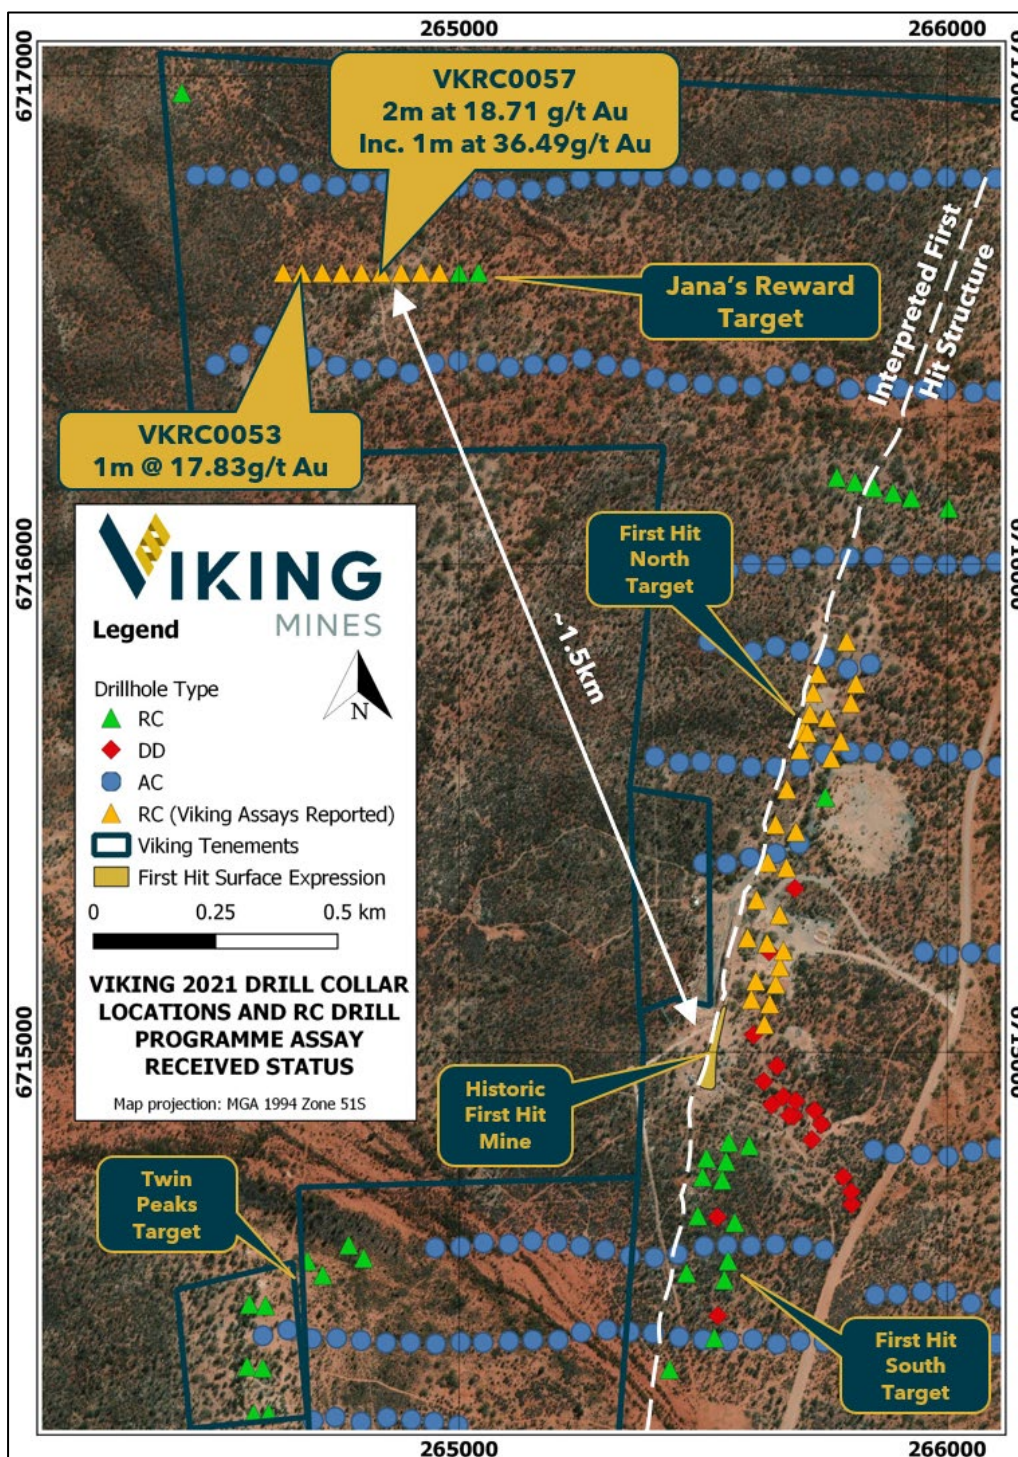 265000
266000
6717000
6717000
VKRC0057
2m at 18.71 g/t Au
Inc. 1m at 36.49g/t Au
Interpreted First
Hit Structure
Jana's Reward
Target
VKRC0053
1m @ 17.83g/t Au
First Hit
North
Target
6716000
6716000
~1.5km
VIKING
MINES
Legend
N
Drillhole Type
RC
DD
AC
RC (Viking Assays Reported)
Viking Tenements
First Hit Surface Expression
0 0.25 0.5 km
VIKING 2021 DRILL COLLAR
LOCATIONS AND RC DRILL
PROGRAMME ASSAY
RECEIVED STATUS
Map projection: MGA 1994 Zone 51S
6715000
6715000
Historic
First Hit
Mine
Twin
Peaks
Target
First Hit
South
Target
265000
266000